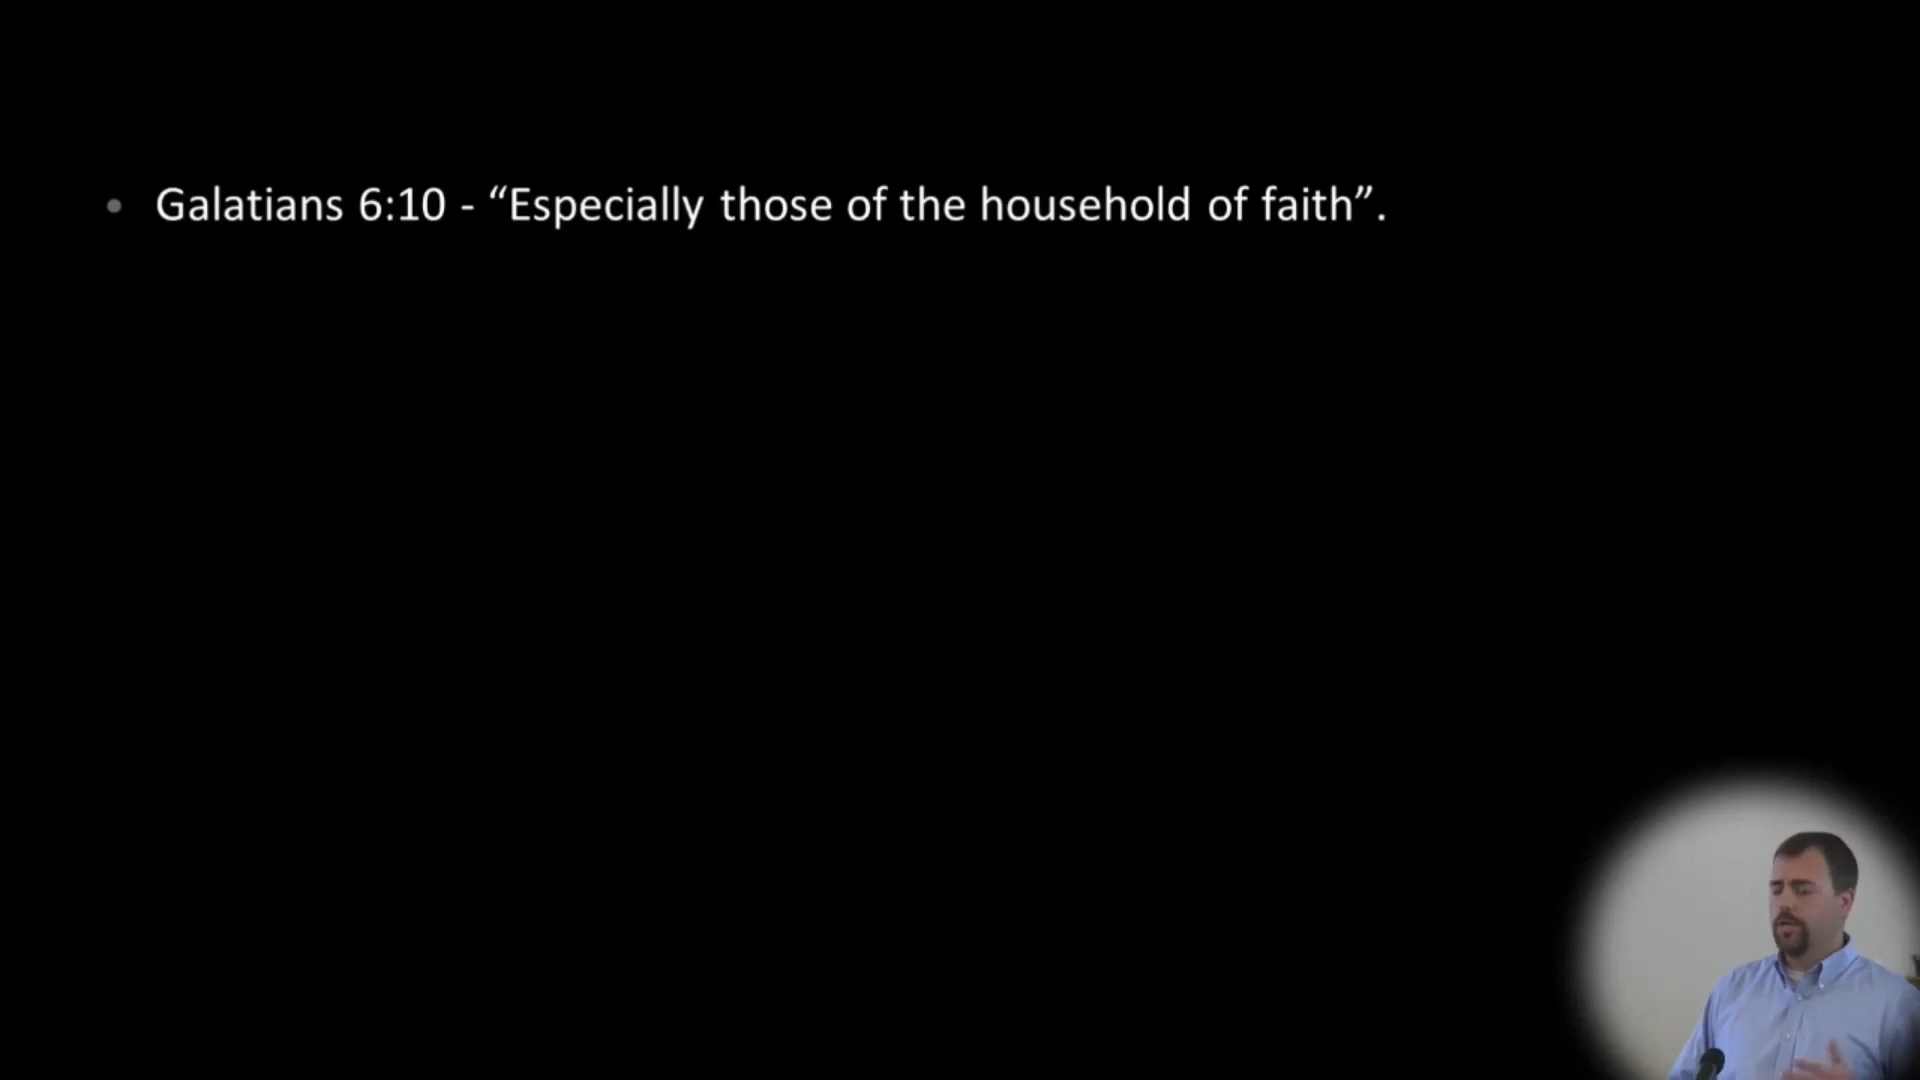 • Galatians 6:10 - “Especially those of the household of faith”.